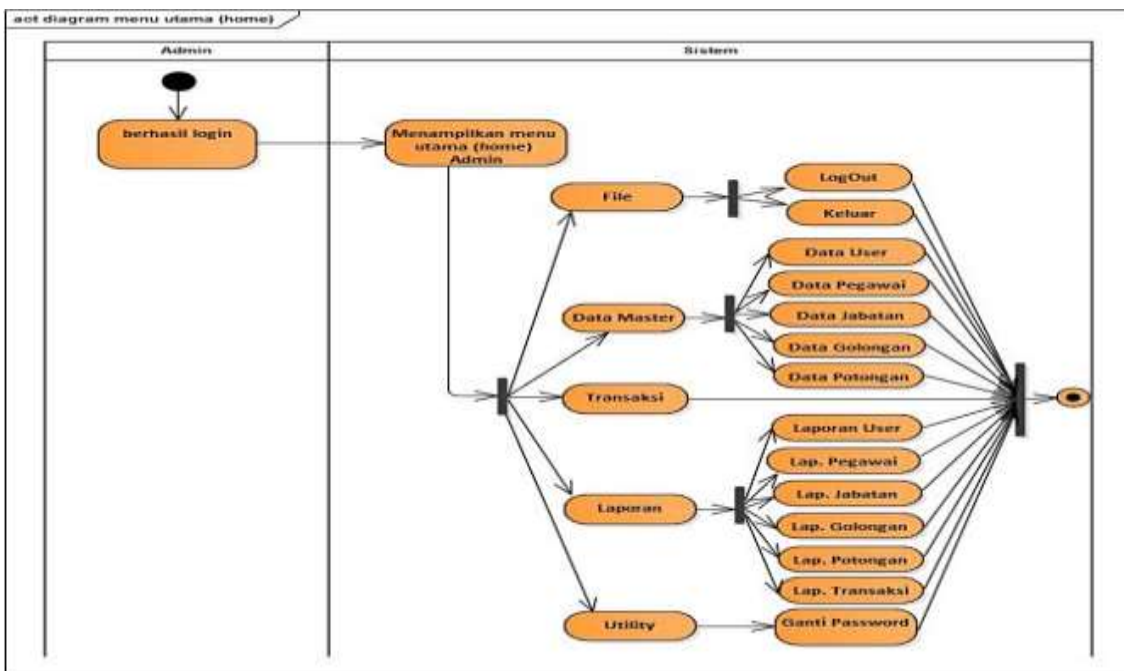 act diagram menu utama (home)
Admin
Sistem
berhasil login
Menampilkan menu
utama (home)
Admin
File
LogOut
Keluar
Data Master
Data User
Data Pegawai
Data Jabatan
Data Golongan
Data Potongan
Transaksi
Laporan
Laporan User
Lap. Pegawai
Lap. Jabatan
Lap. Golongan
Lap. Potongan
Lap. Transaksi
Utility
Ganti Password